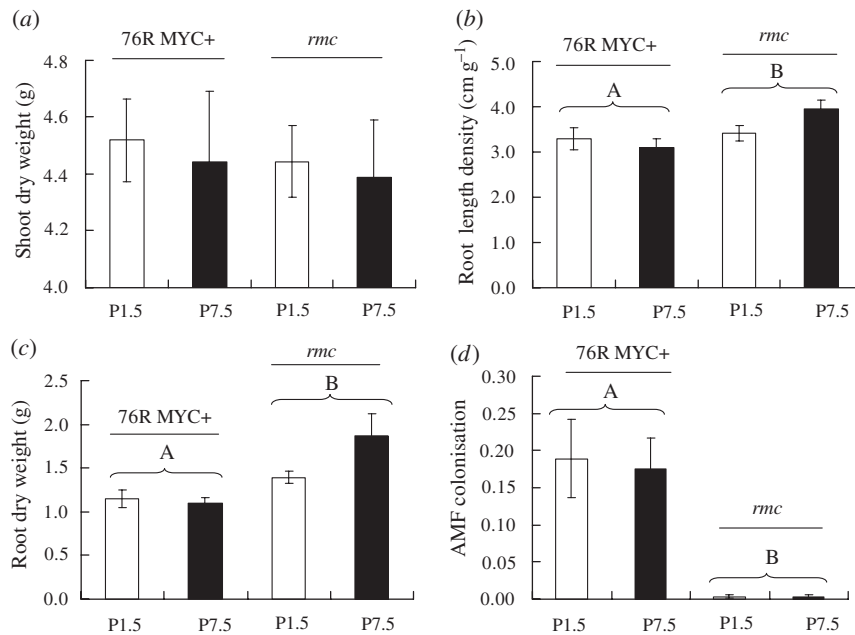 (a)
76R MYC+
rmc
Shoot dry weight (g)
4.8
4.6
4.4
4.2
4.0
P1.5 P7.5 P1.5 P7.5
(b)
rmc
76R MYC+
B
A
Root length density (cm g⁻¹)
5.0
4.0
3.0
2.0
1.0
0.0
P1.5 P7.5 P1.5 P7.5
(c)
rmc
B
76R MYC+
A
Root dry weight (g)
2.5
2.0
1.5
1.0
0.5
0.0
P1.5 P7.5 P1.5 P7.5
(d)
76R MYC+
A
rmc
B
AMF colonisation
0.30
0.25
0.20
0.15
0.10
0.05
0.00
P1.5 P7.5 P1.5 P7.5